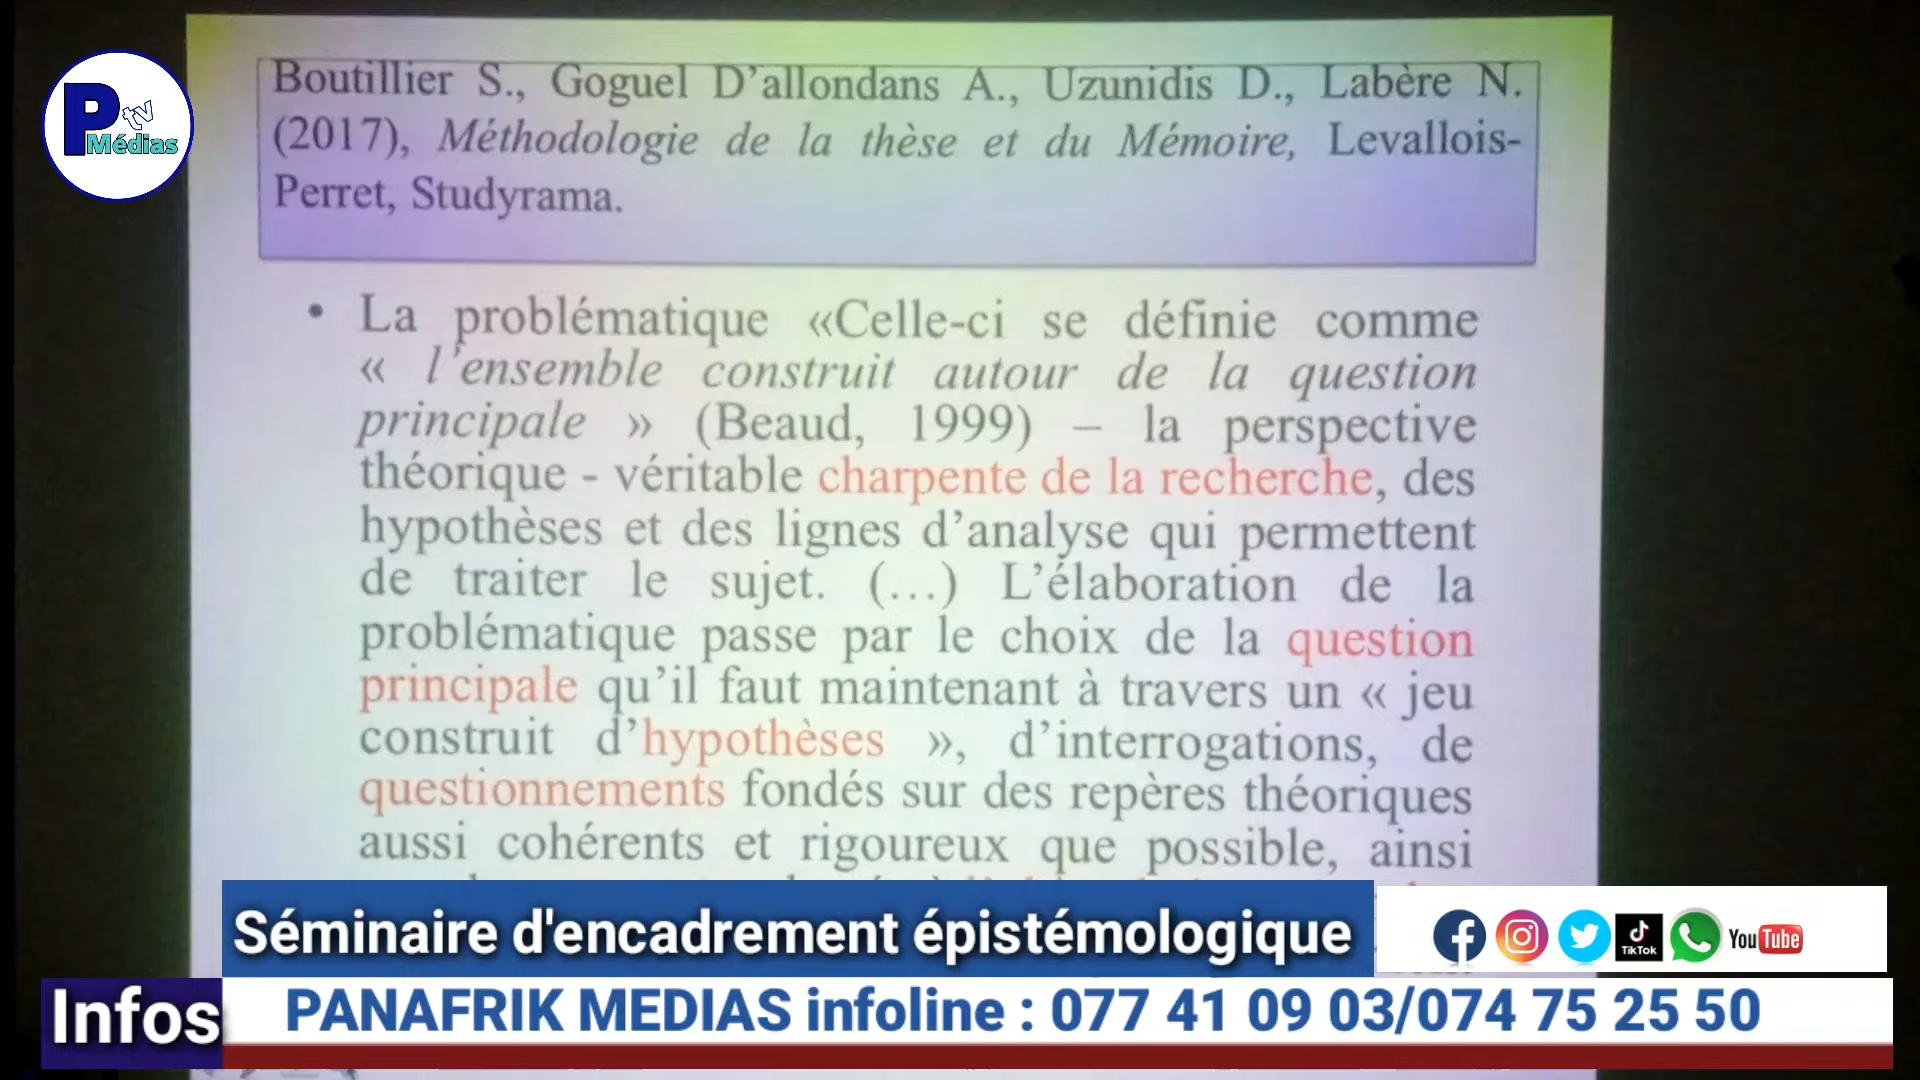 Boutillier S., Goguel D’allondans A., Uzunidis D., Labère N.
(2017), Méthodologie de la thèse et du Mémoire, Levallois-
Perret, Studyrama.
P tv
Médias
• La problématique «Celle-ci se définie comme
« l’ensemble construit autour de la question
principale » (Beaud, 1999) – la perspective
théorique - véritable charpente de la recherche, des
hypothèses et des lignes d’analyse qui permettent
de traiter le sujet. (…) L’élaboration de la
problématique passe par le choix de la question
principale qu’il faut maintenant à travers un « jeu
construit d’hypothèses », d’interrogations, de
questionnements fondés sur des repères théoriques
aussi cohérents et rigoureux que possible, ainsi
Séminaire d'encadrement épistémologique
TikTok
YouTube
Infos
PANAFRIK MEDIAS infoline : 077 41 09 03/074 75 25 50